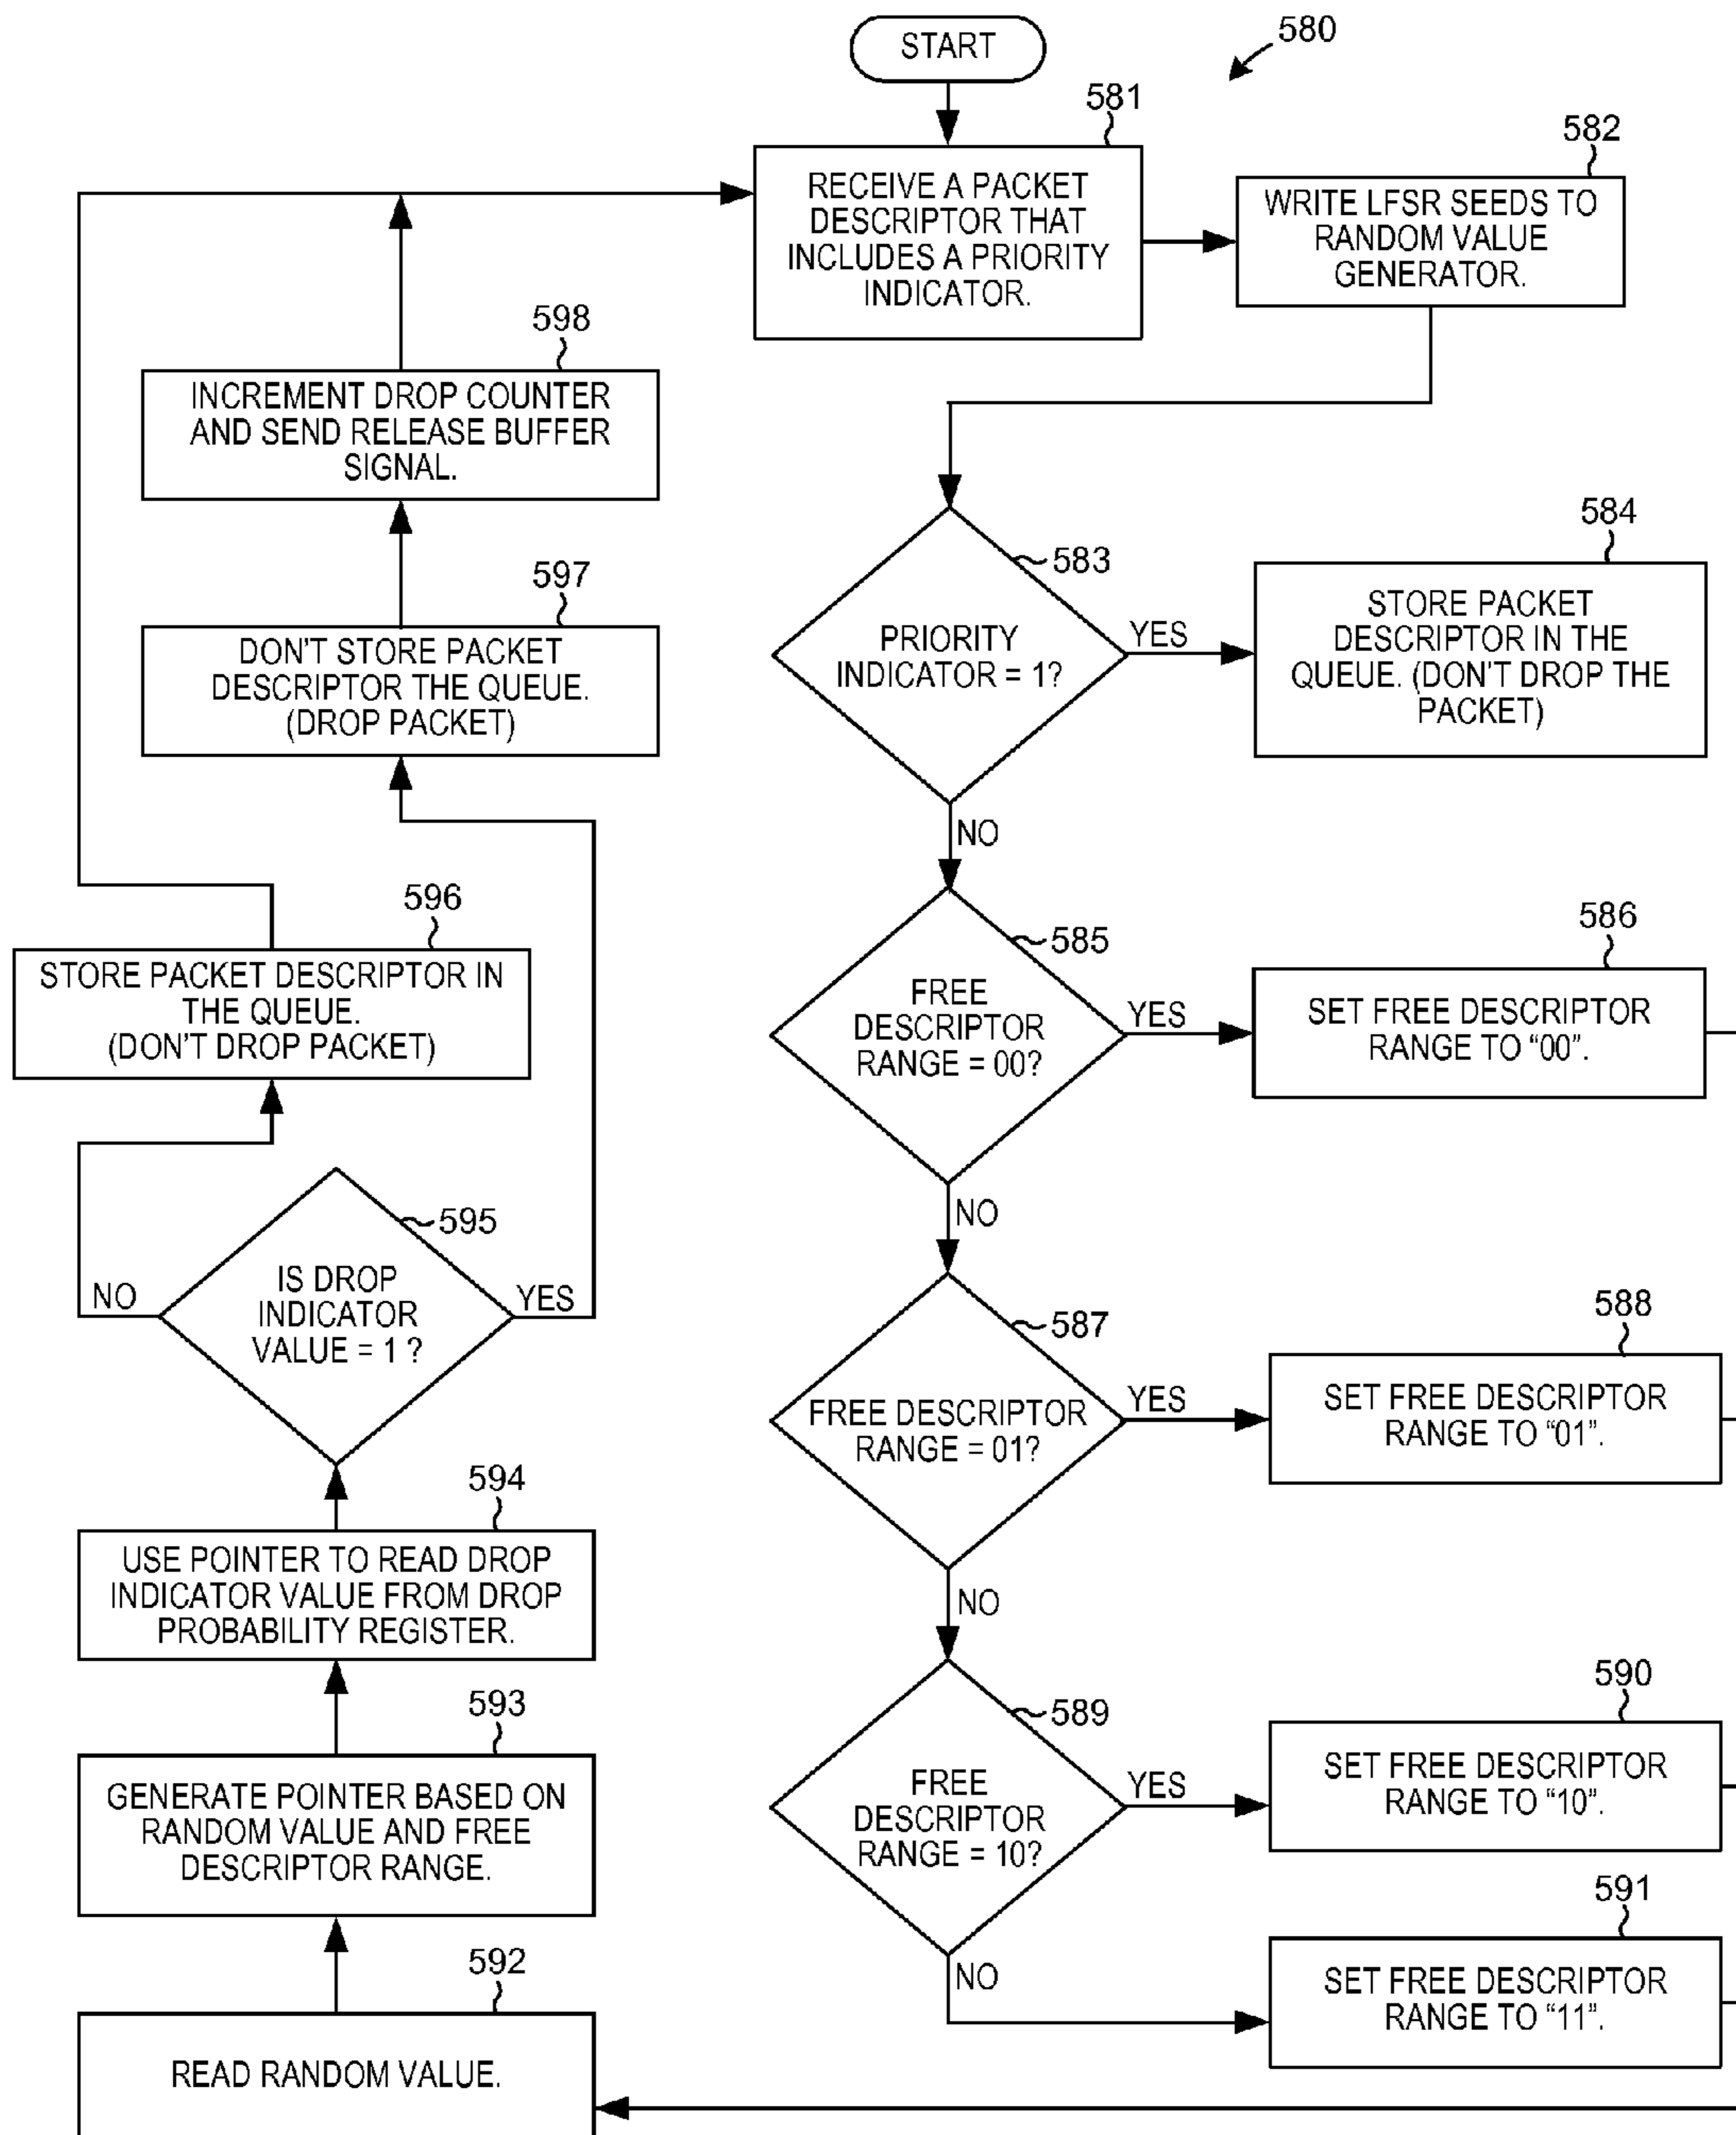 START
580
581
RECEIVE A PACKET
DESCRIPTOR THAT
INCLUDES A PRIORITY
INDICATOR.
582
WRITE LFSR SEEDS TO
RANDOM VALUE
GENERATOR.
583
PRIORITY
INDICATOR = 1?
YES
NO
584
STORE PACKET
DESCRIPTOR IN THE
QUEUE. (DON'T DROP THE
PACKET)
585
FREE
DESCRIPTOR
RANGE = 00?
YES
NO
586
SET FREE DESCRIPTOR
RANGE TO “00”.
587
FREE DESCRIPTOR
RANGE = 01?
YES
NO
588
SET FREE DESCRIPTOR
RANGE TO “01”.
589
FREE
DESCRIPTOR
RANGE = 10?
YES
NO
590
SET FREE DESCRIPTOR
RANGE TO “10”.
591
SET FREE DESCRIPTOR
RANGE TO “11”.
592
READ RANDOM VALUE.
593
GENERATE POINTER BASED ON
RANDOM VALUE AND FREE
DESCRIPTOR RANGE.
594
USE POINTER TO READ DROP
INDICATOR VALUE FROM DROP
PROBABILITY REGISTER.
595
IS DROP
INDICATOR
VALUE = 1 ?
NO
YES
596
STORE PACKET DESCRIPTOR IN
THE QUEUE.
(DON'T DROP PACKET)
597
DON'T STORE PACKET
DESCRIPTOR THE QUEUE.
(DROP PACKET)
598
INCREMENT DROP COUNTER
AND SEND RELEASE BUFFER
SIGNAL.